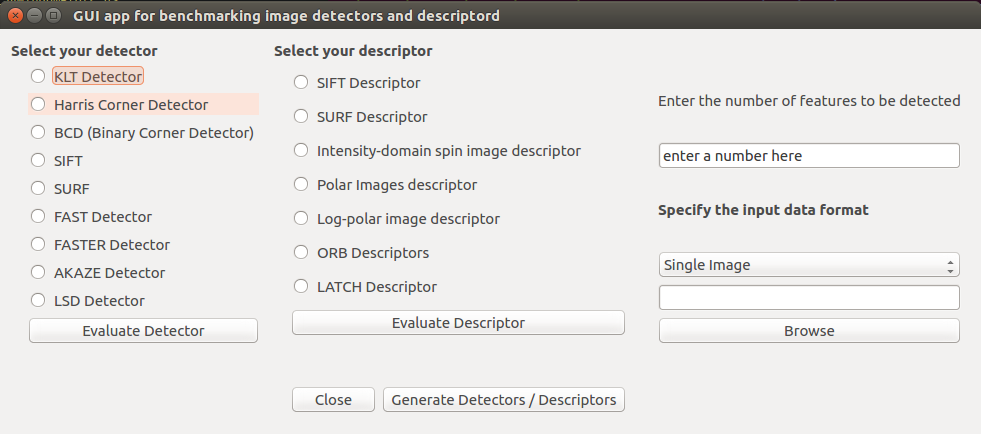 GUI app for benchmarking image detectors and descriptord
Select your detector
KLT Detector
Harris Corner Detector
BCD (Binary Corner Detector)
SIFT
SURF
FAST Detector
FASTER Detector
AKAZE Detector
LSD Detector
Evaluate Detector
Select your descriptor
SIFT Descriptor
SURF Descriptor
Intensity-domain spin image descriptor
Polar Images descriptor
Log-polar image descriptor
ORB Descriptors
LATCH Descriptor
Evaluate Descriptor
Enter the number of features to be detected
enter a number here
Specify the input data format
Single Image
Browse
Close
Generate Detectors / Descriptors